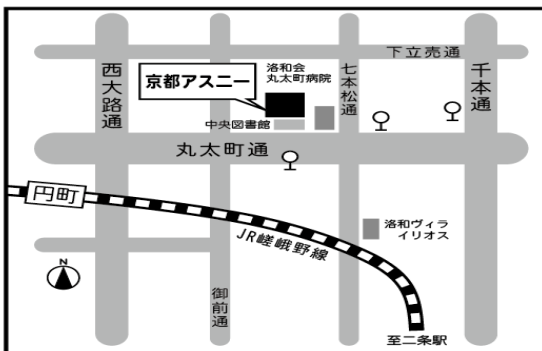 下立売通
西大路通
京都アスニー
洛和会
丸太町病院
七本松通
千本通
中央図書館
丸太町通
円町
JR嵯峨野線
洛和ヴィラ
イリオス
N
御前通
至二条駅